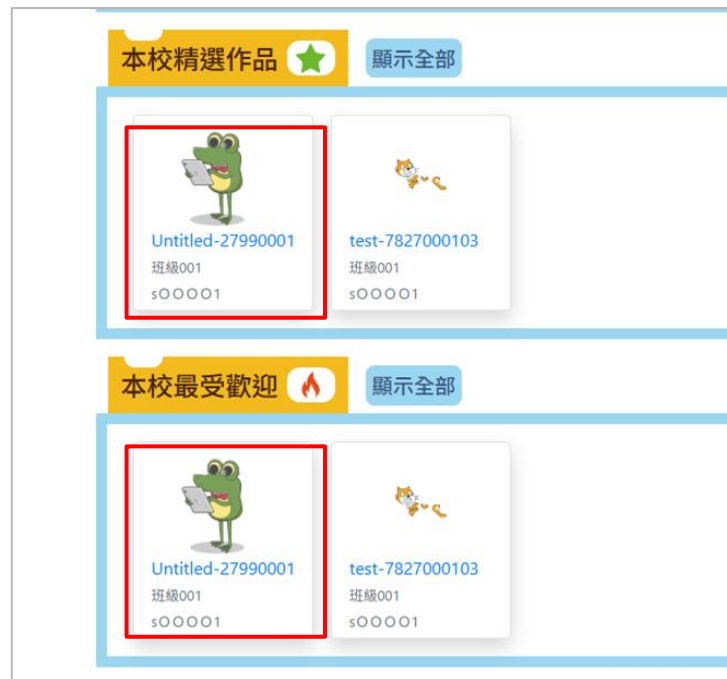 本校精選作品
顯示全部
Untitled-27990001
班級001
sOOOO1
test-7827000103
班級001
sOOOO1
本校最受歡迎
顯示全部
Untitled-27990001
班級001
sOOOO1
test-7827000103
班級001
sOOOO1